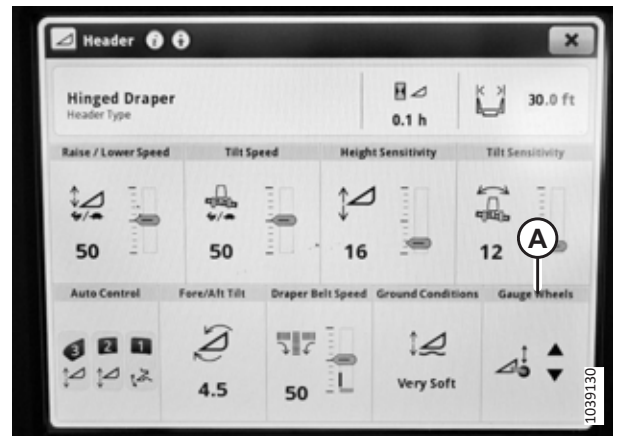 Header
Hinged Draper
Header Type
0.1 h
30.0 ft
Raise / Lower Speed
Tilt Speed
Height Sensitivity
Tilt Sensitivity
50
50
16
12
A
Auto Control
Fore/Aft Tilt
Draper Belt Speed
Ground Conditions
Gauge Wheels
3 2 1
4.5
50
Very Soft
1039130